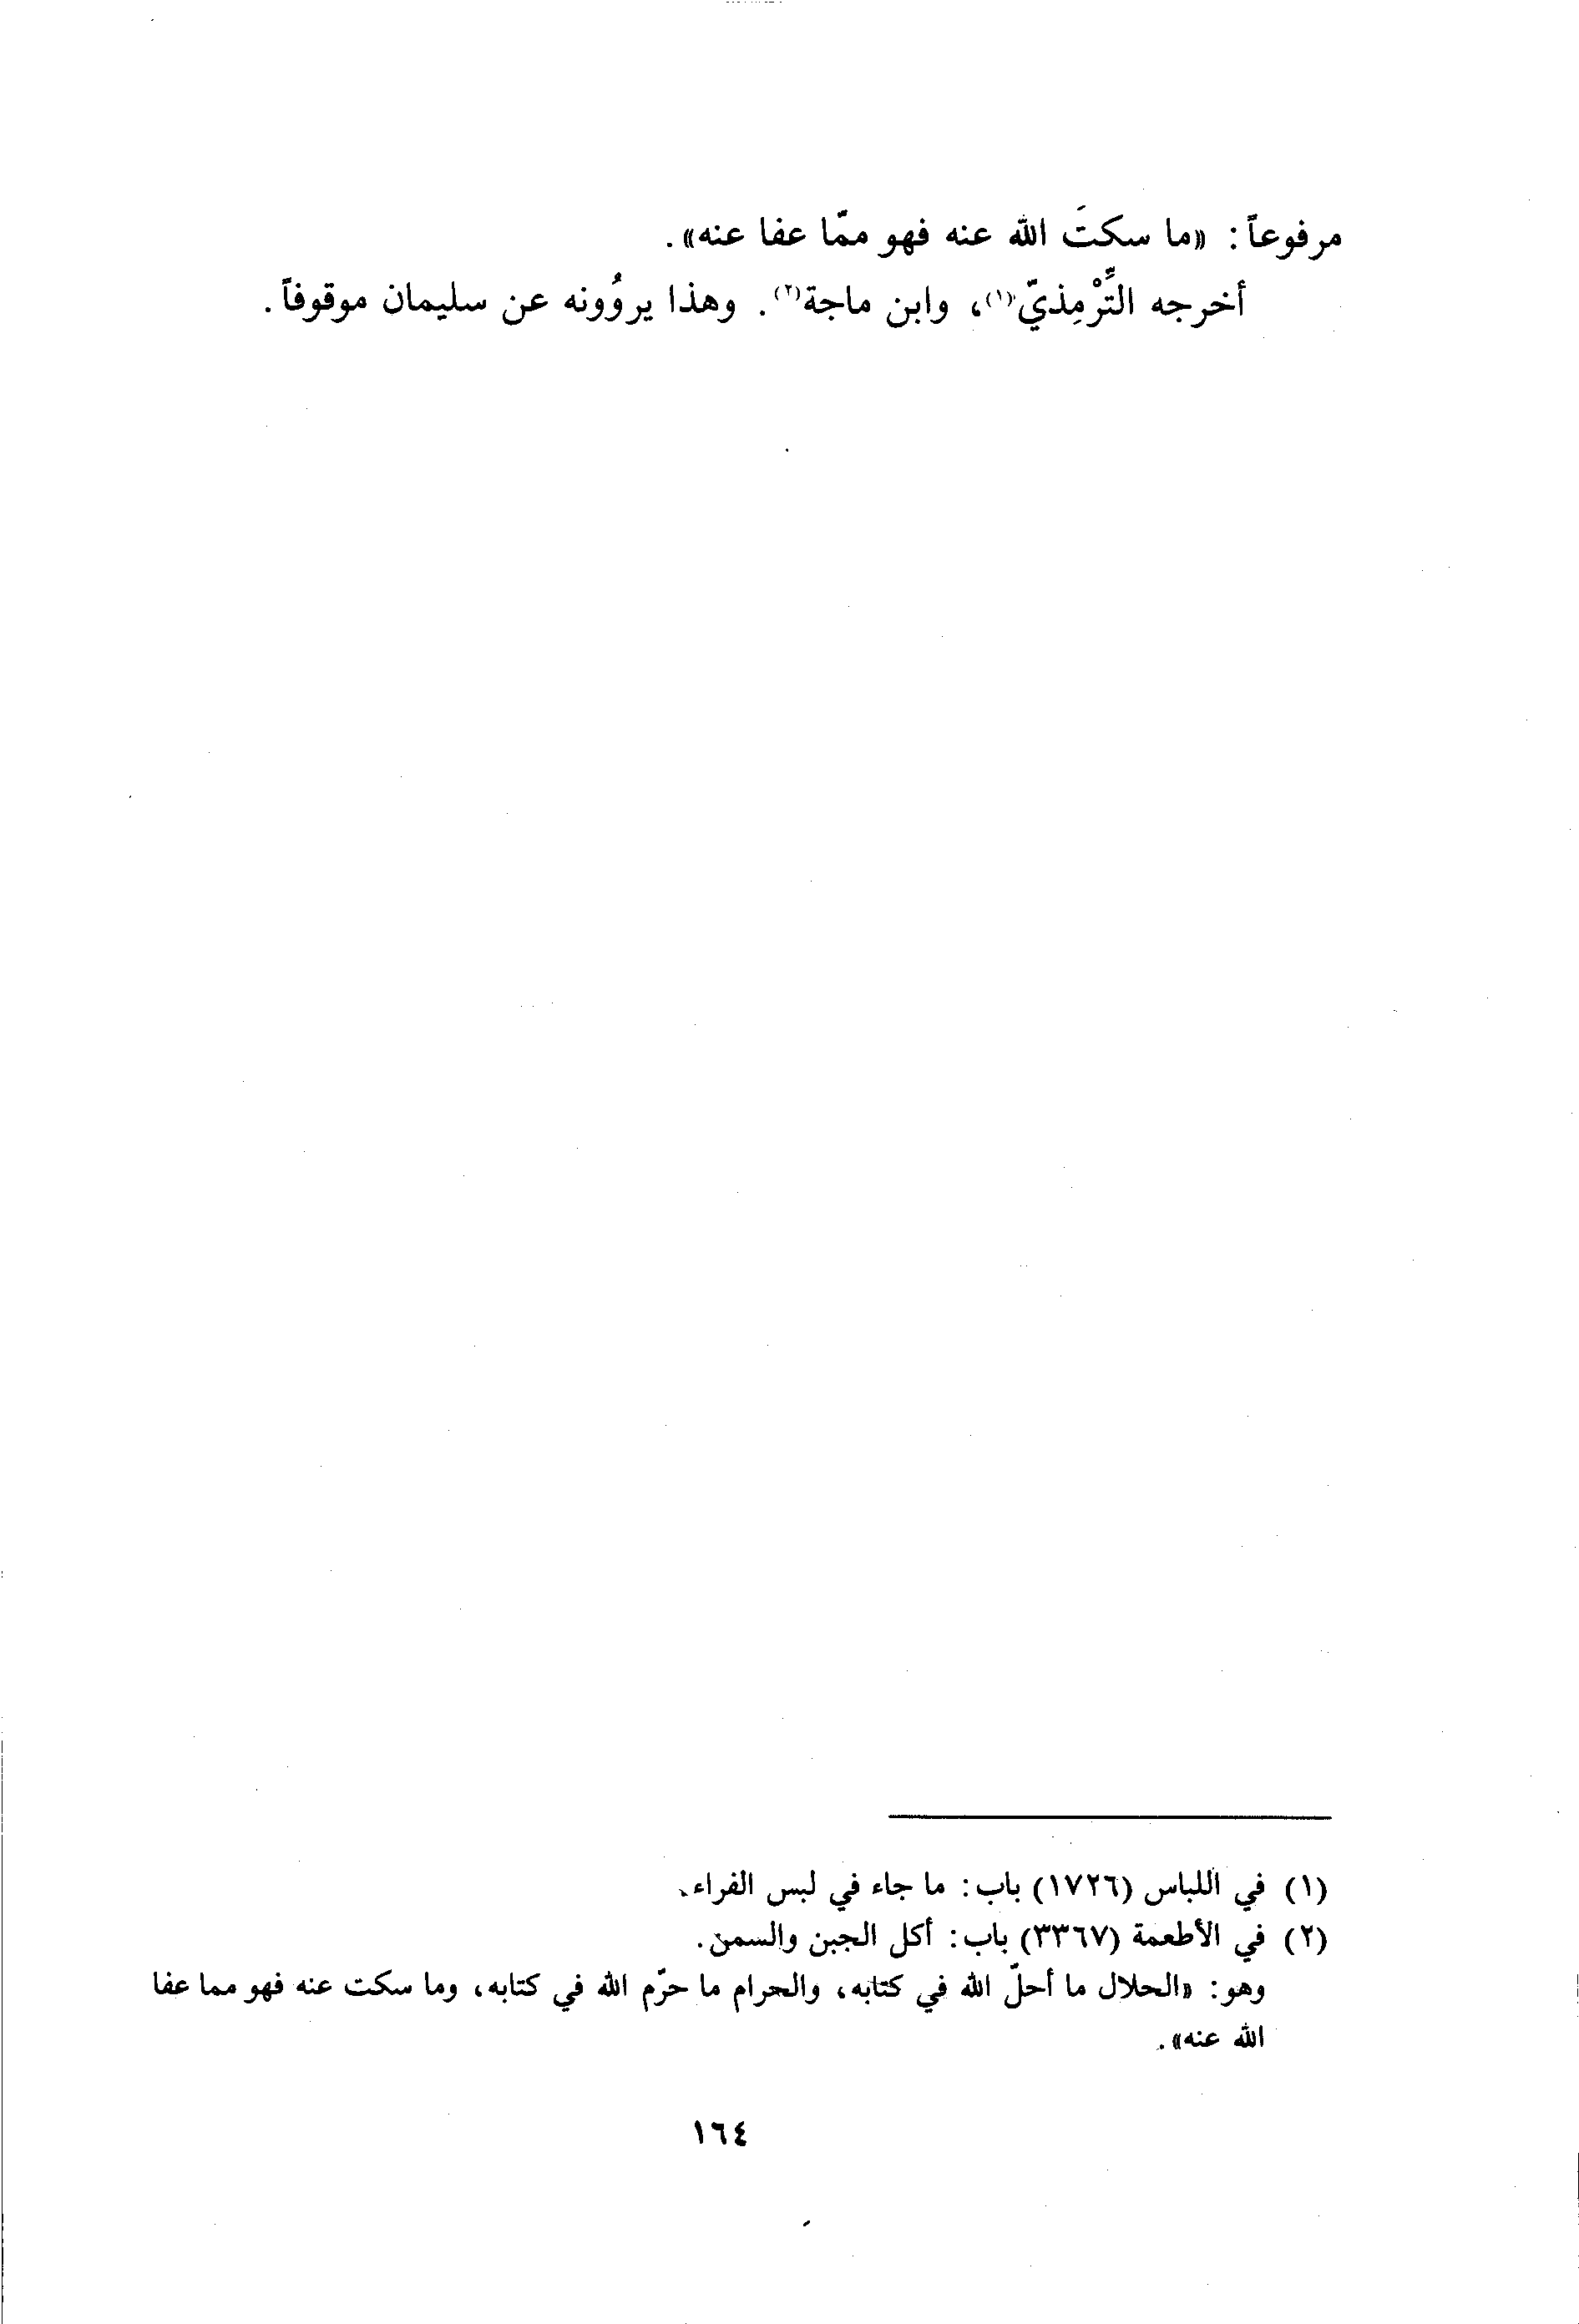 مرفوعاً: «ما سكتَ الله عنه فهو ممّا عفا عنه».
أخرجه التِّرْمِذيّ(١)، وابن ماجة(٢). وهذا يروُونه عن سليمان موقوفاً.
(١) في اللباس (١٧٢٦) باب: ما جاء في لبس الفراء.
(٢) في الأطعمة (٣٣٦٧) باب: أكل الجبن والسمن.
وهو: «الحلال ما أحلّ الله في كتابه، والحرام ما حرّم الله في كتابه، وما سكت عنه فهو مما عفا
الله عنه».
١٦٤